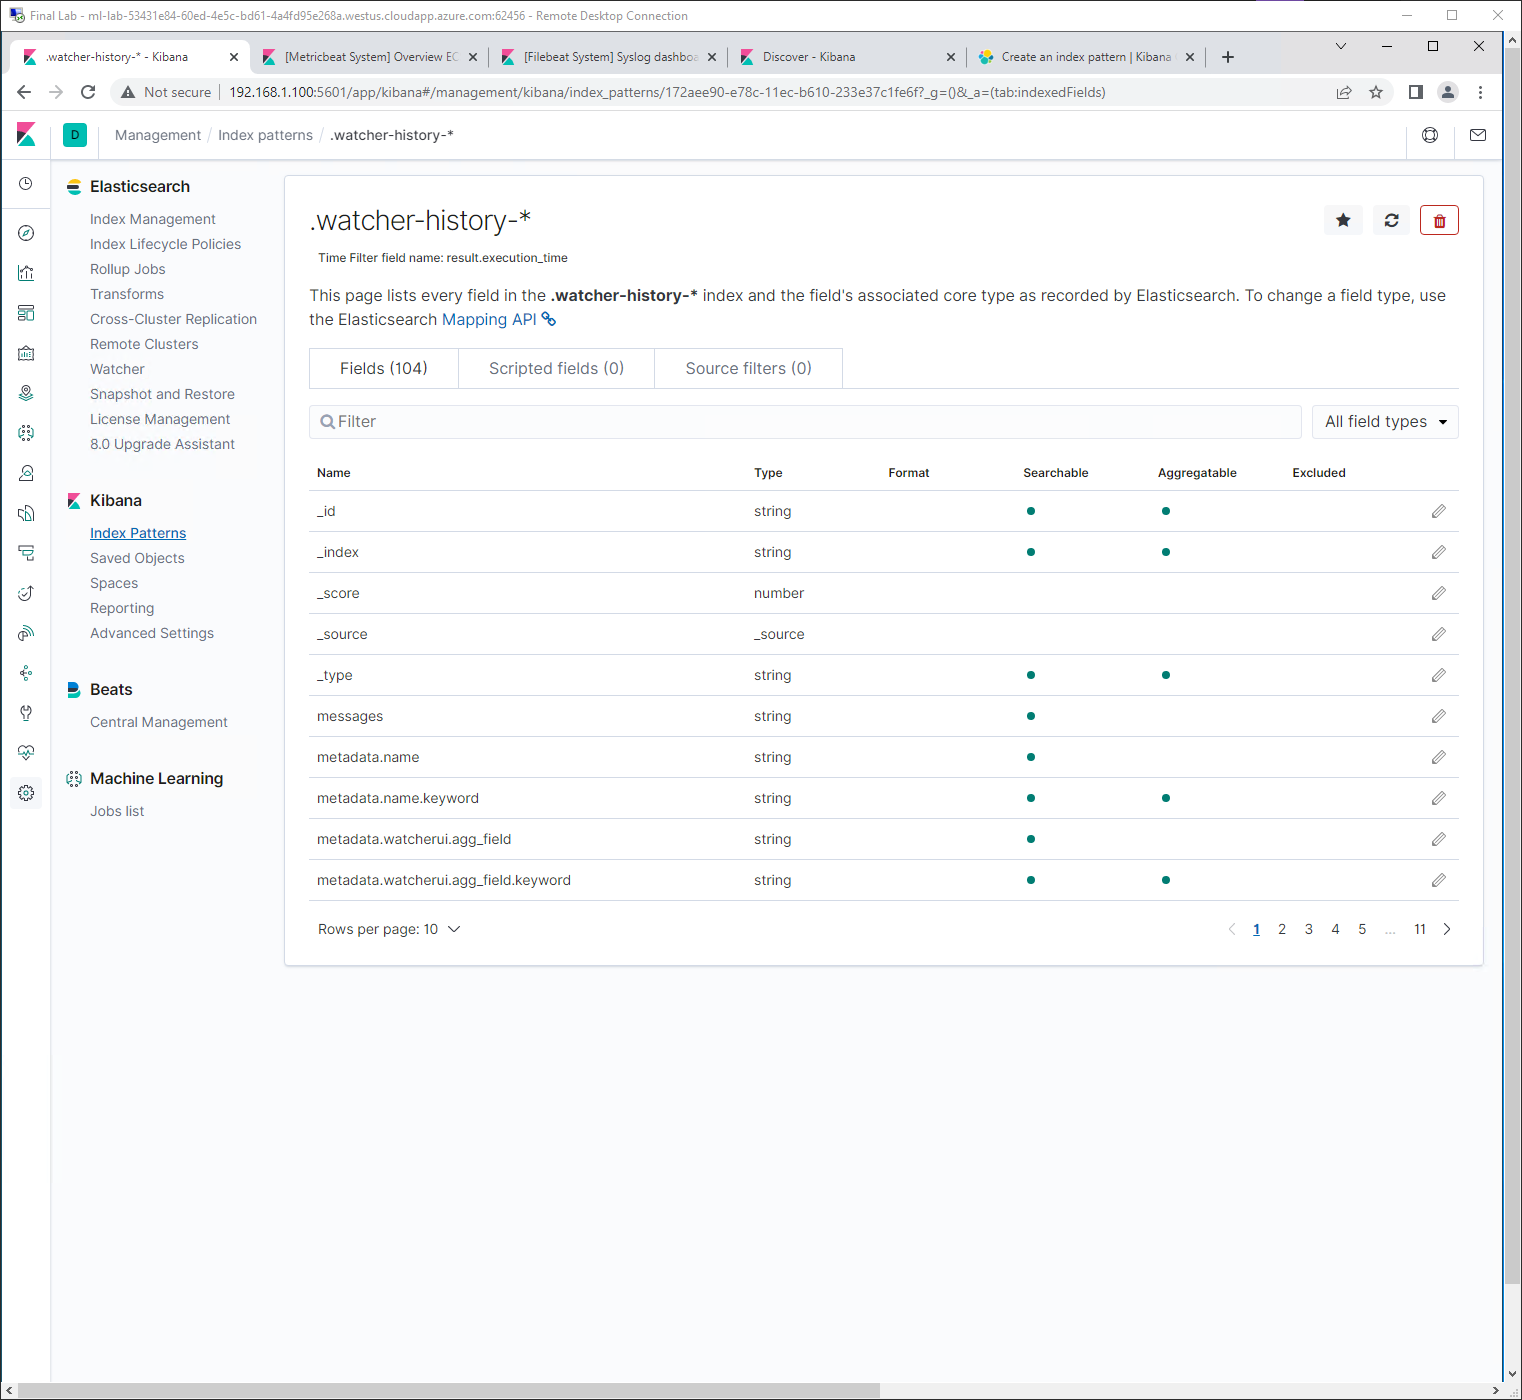 Final Lab - ml-lab-53431e84-60ed-4e5c-bd61-4a4fd95e268a.westus.cloudapp.azure.com:62456 - Remote Desktop Connection
.watcher-history-* - Kibana
[Metricbeat System] Overview EC
[Filebeat System] Syslog dashboa
Discover - Kibana
Create an index pattern | Kibana
Not secure
192.168.1.100:5601/app/kibana#/management/kibana/index_patterns/172aee90-e78c-11ec-b610-233e37c1fe6f?_g=()&_a=(tab:indexedFields)
D
Management / Index patterns / .watcher-history-*
Elasticsearch
Index Management
Index Lifecycle Policies
Rollup Jobs
Transforms
Cross-Cluster Replication
Remote Clusters
Watcher
Snapshot and Restore
License Management
8.0 Upgrade Assistant
Kibana
Index Patterns
Saved Objects
Spaces
Reporting
Advanced Settings
Beats
Central Management
Machine Learning
Jobs list
.watcher-history-*
Time Filter field name: result.execution_time
This page lists every field in the .watcher-history-* index and the field's associated core type as recorded by Elasticsearch. To change a field type, use
the Elasticsearch Mapping API
Fields (104)
Scripted fields (0)
Source filters (0)
Filter
All field types
Name Type Format Searchable Aggregatable Excluded
_id string
_index string
_score number
_source _source
_type string
messages string
metadata.name string
metadata.name.keyword string
metadata.watcherui.agg_field string
metadata.watcherui.agg_field.keyword string
Rows per page: 10
1 2 3 4 5 ... 11